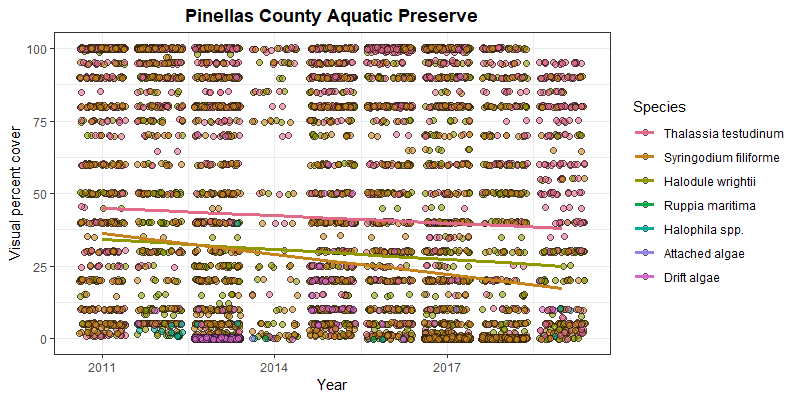 Pinellas County Aquatic Preserve
Visual percent cover
100
75
50
25
0
2011
2014
2017
Year
Species
Thalassia testudinum
Syringodium filiforme
Halodule wrightii
Ruppia maritima
Halophila spp.
Attached algae
Drift algae